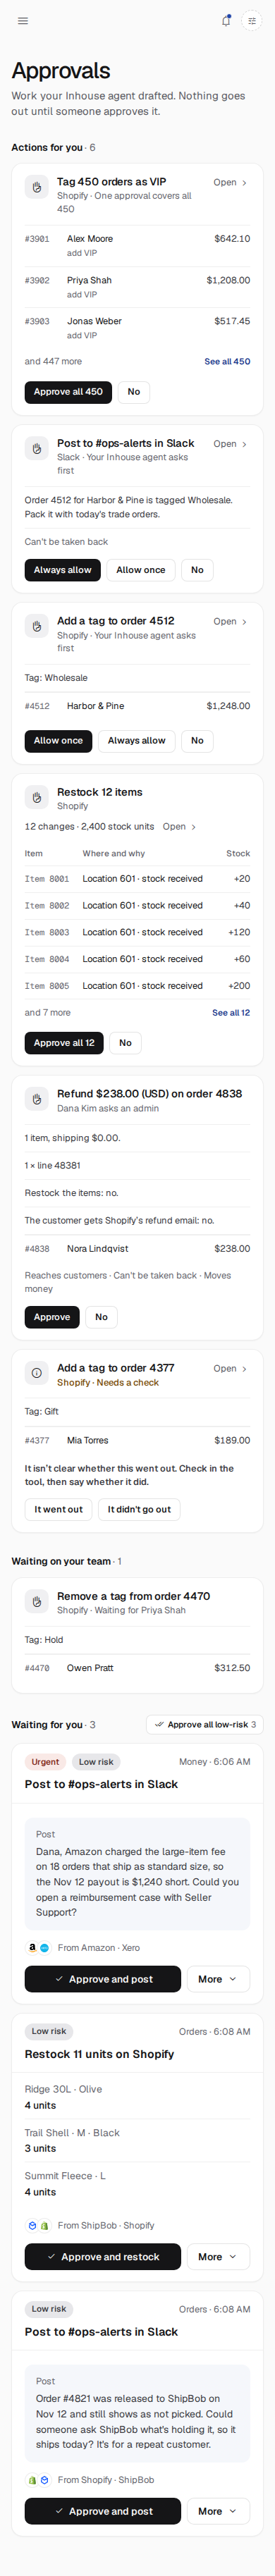 Approvals
Work your Inhouse agent drafted. Nothing goes
out until someone approves it.
Actions for you · 6
Tag 450 orders as VIP
Open
Shopify · One approval covers all
450
#3901 Alex Moore $642.10
add VIP
#3902 Priya Shah $1,208.00
add VIP
#3903 Jonas Weber $517.45
add VIP
and 447 more See all 450
Approve all 450 No
Post to #ops-alerts in Slack
Open
Slack · Your Inhouse agent asks
first
Order 4512 for Harbor & Pine is tagged Wholesale.
Pack it with today's trade orders.
Can't be taken back
Always allow Allow once No
Add a tag to order 4512
Open
Shopify · Your Inhouse agent asks
first
Tag: Wholesale
#4512 Harbor & Pine $1,248.00
Allow once Always allow No
Restock 12 items
Shopify
12 changes · 2,400 stock units Open
Item Where and why Stock
Item 8001 Location 601 · stock received +20
Item 8002 Location 601 · stock received +40
Item 8003 Location 601 · stock received +120
Item 8004 Location 601 · stock received +60
Item 8005 Location 601 · stock received +200
and 7 more See all 12
Approve all 12 No
Refund $238.00 (USD) on order 4838
Dana Kim asks as an admin
1 item, shipping $0.00.
1 × line 48381
Restock the items: no.
The customer gets Shopify's refund email: no.
#4838 Nora Lindqvist $238.00
Reaches customers · Can't be taken back · Moves
money
Approve No
Add a tag to order 4377
Open
Shopify · Needs a check
Tag: Gift
#4377 Mia Torres $189.00
It isn't clear whether this went out. Check in the
tool, then say whether it did.
It went out It didn't go out
Waiting on your team · 1
Remove a tag from order 4470
Shopify · Waiting for Priya Shah
Tag: Hold
#4470 Owen Pratt $312.50
Waiting for you · 3 Approve all low-risk 3
Urgent Low risk Money · 6:06 AM
Post to #ops-alerts in Slack
Post
Dana, Amazon charged the large-item fee
on 18 orders that ship as standard size, so
the Nov 12 payout is $1,240 short. Could you
open a reimbursement case with Seller
Support?
From Amazon · Xero
Approve and post More
Low risk Orders · 6:08 AM
Restock 11 units on Shopify
Ridge 30L · Olive
4 units
Trail Shell · M · Black
3 units
Summit Fleece · L
4 units
From ShipBob · Shopify
Approve and restock More
Low risk Orders · 6:08 AM
Post to #ops-alerts in Slack
Post
Order #4821 was released to ShipBob on
Nov 12 and still shows as not picked. Could
someone ask ShipBob what's holding it, so it
ships today? It's for a repeat customer.
From Shopify · ShipBob
Approve and post More